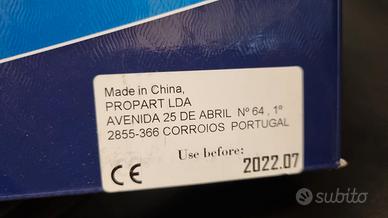 Made in China,
PROPART LDA
AVENIDA 25 DE ABRIL Nº 64 , 1º
2855-366 CORROIOS PORTUGAL
Use before: 2022.07
CE
subito